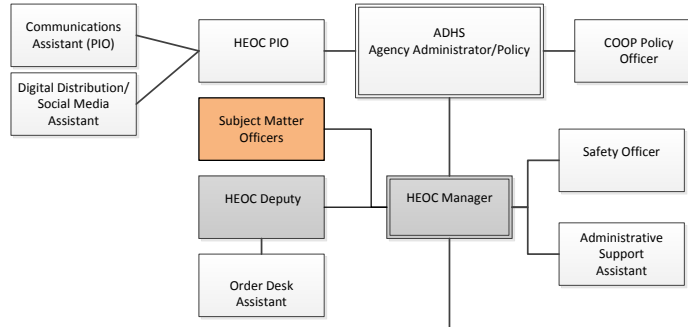 Communications
Assistant (PIO)
HEOC PIO
ADHS
Agency Administrator/Policy
COOP Policy
Officer
Digital Distribution/
Social Media
Assistant
Subject Matter
Officers
Safety Officer
HEOC Deputy
HEOC Manager
Administrative
Support
Assistant
Order Desk
Assistant